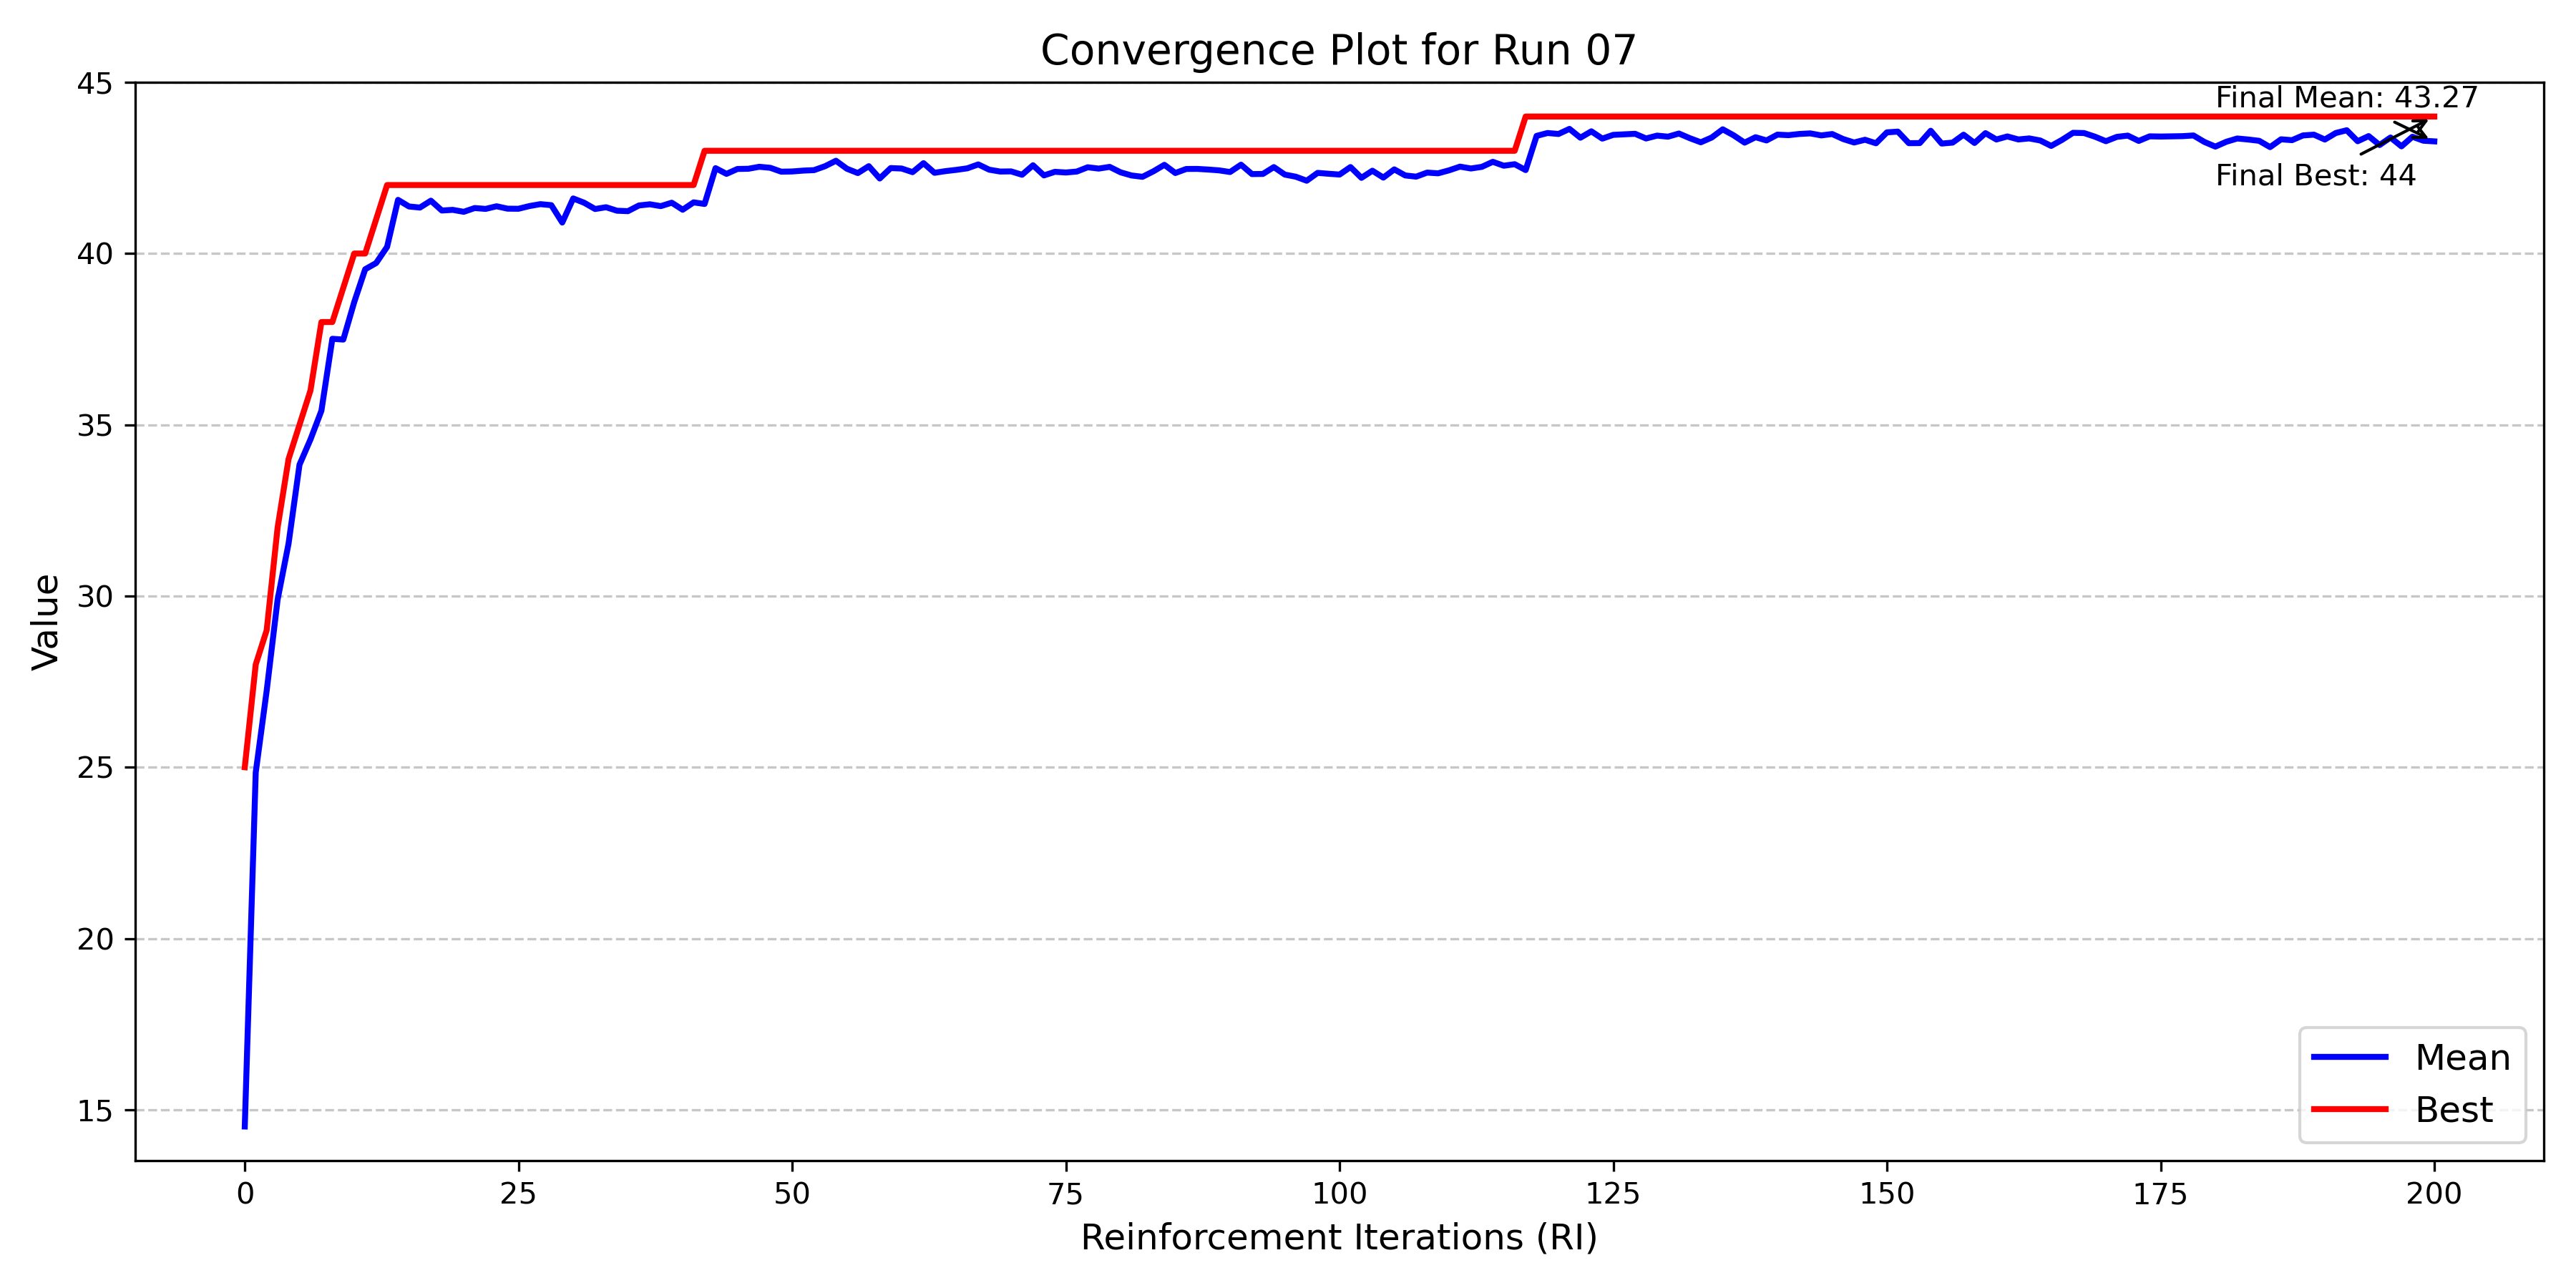 Convergence Plot for Run 07
45
40
35
30
25
20
15
Value
Final Mean: 43.27
Final Best: 44
Mean
Best
0 25 50 75 100 125 150 175 200
Reinforcement Iterations (RI)